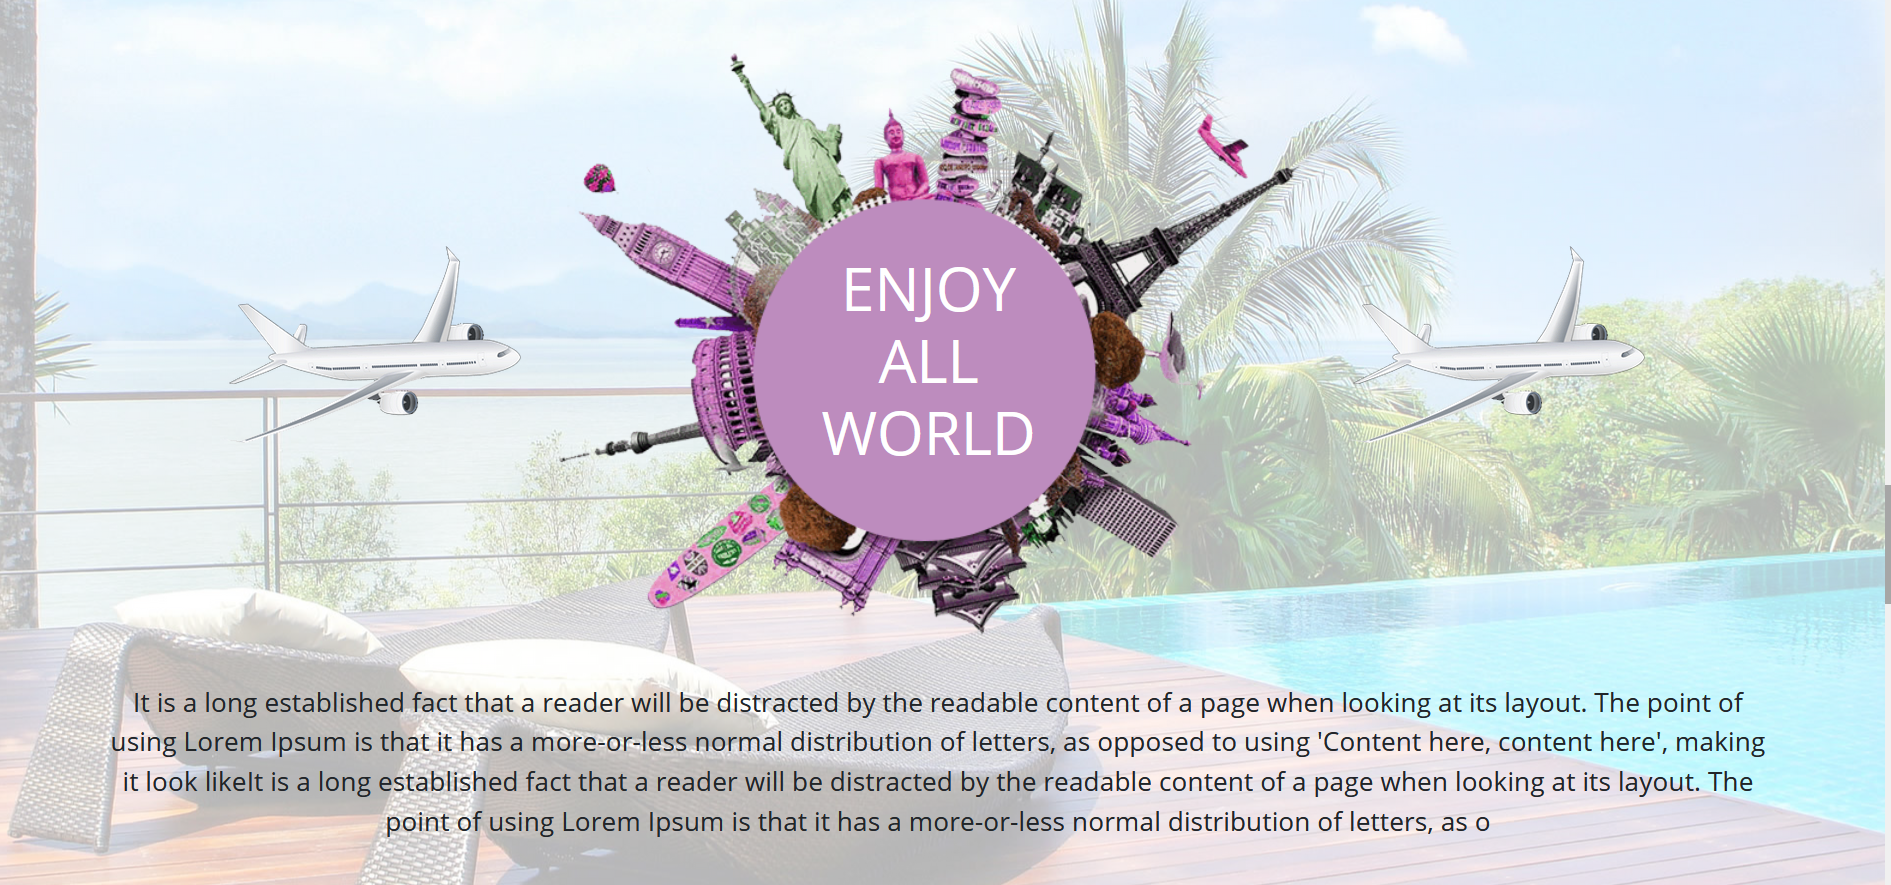 ENJOY
ALL
WORLD
It is a long established fact that a reader will be distracted by the readable content of a page when looking at its layout. The point of
using Lorem Ipsum is that it has a more-or-less normal distribution of letters, as opposed to using 'Content here, content here', making
it look likeIt is a long established fact that a reader will be distracted by the readable content of a page when looking at its layout. The
point of using Lorem Ipsum is that it has a more-or-less normal distribution of letters, as o